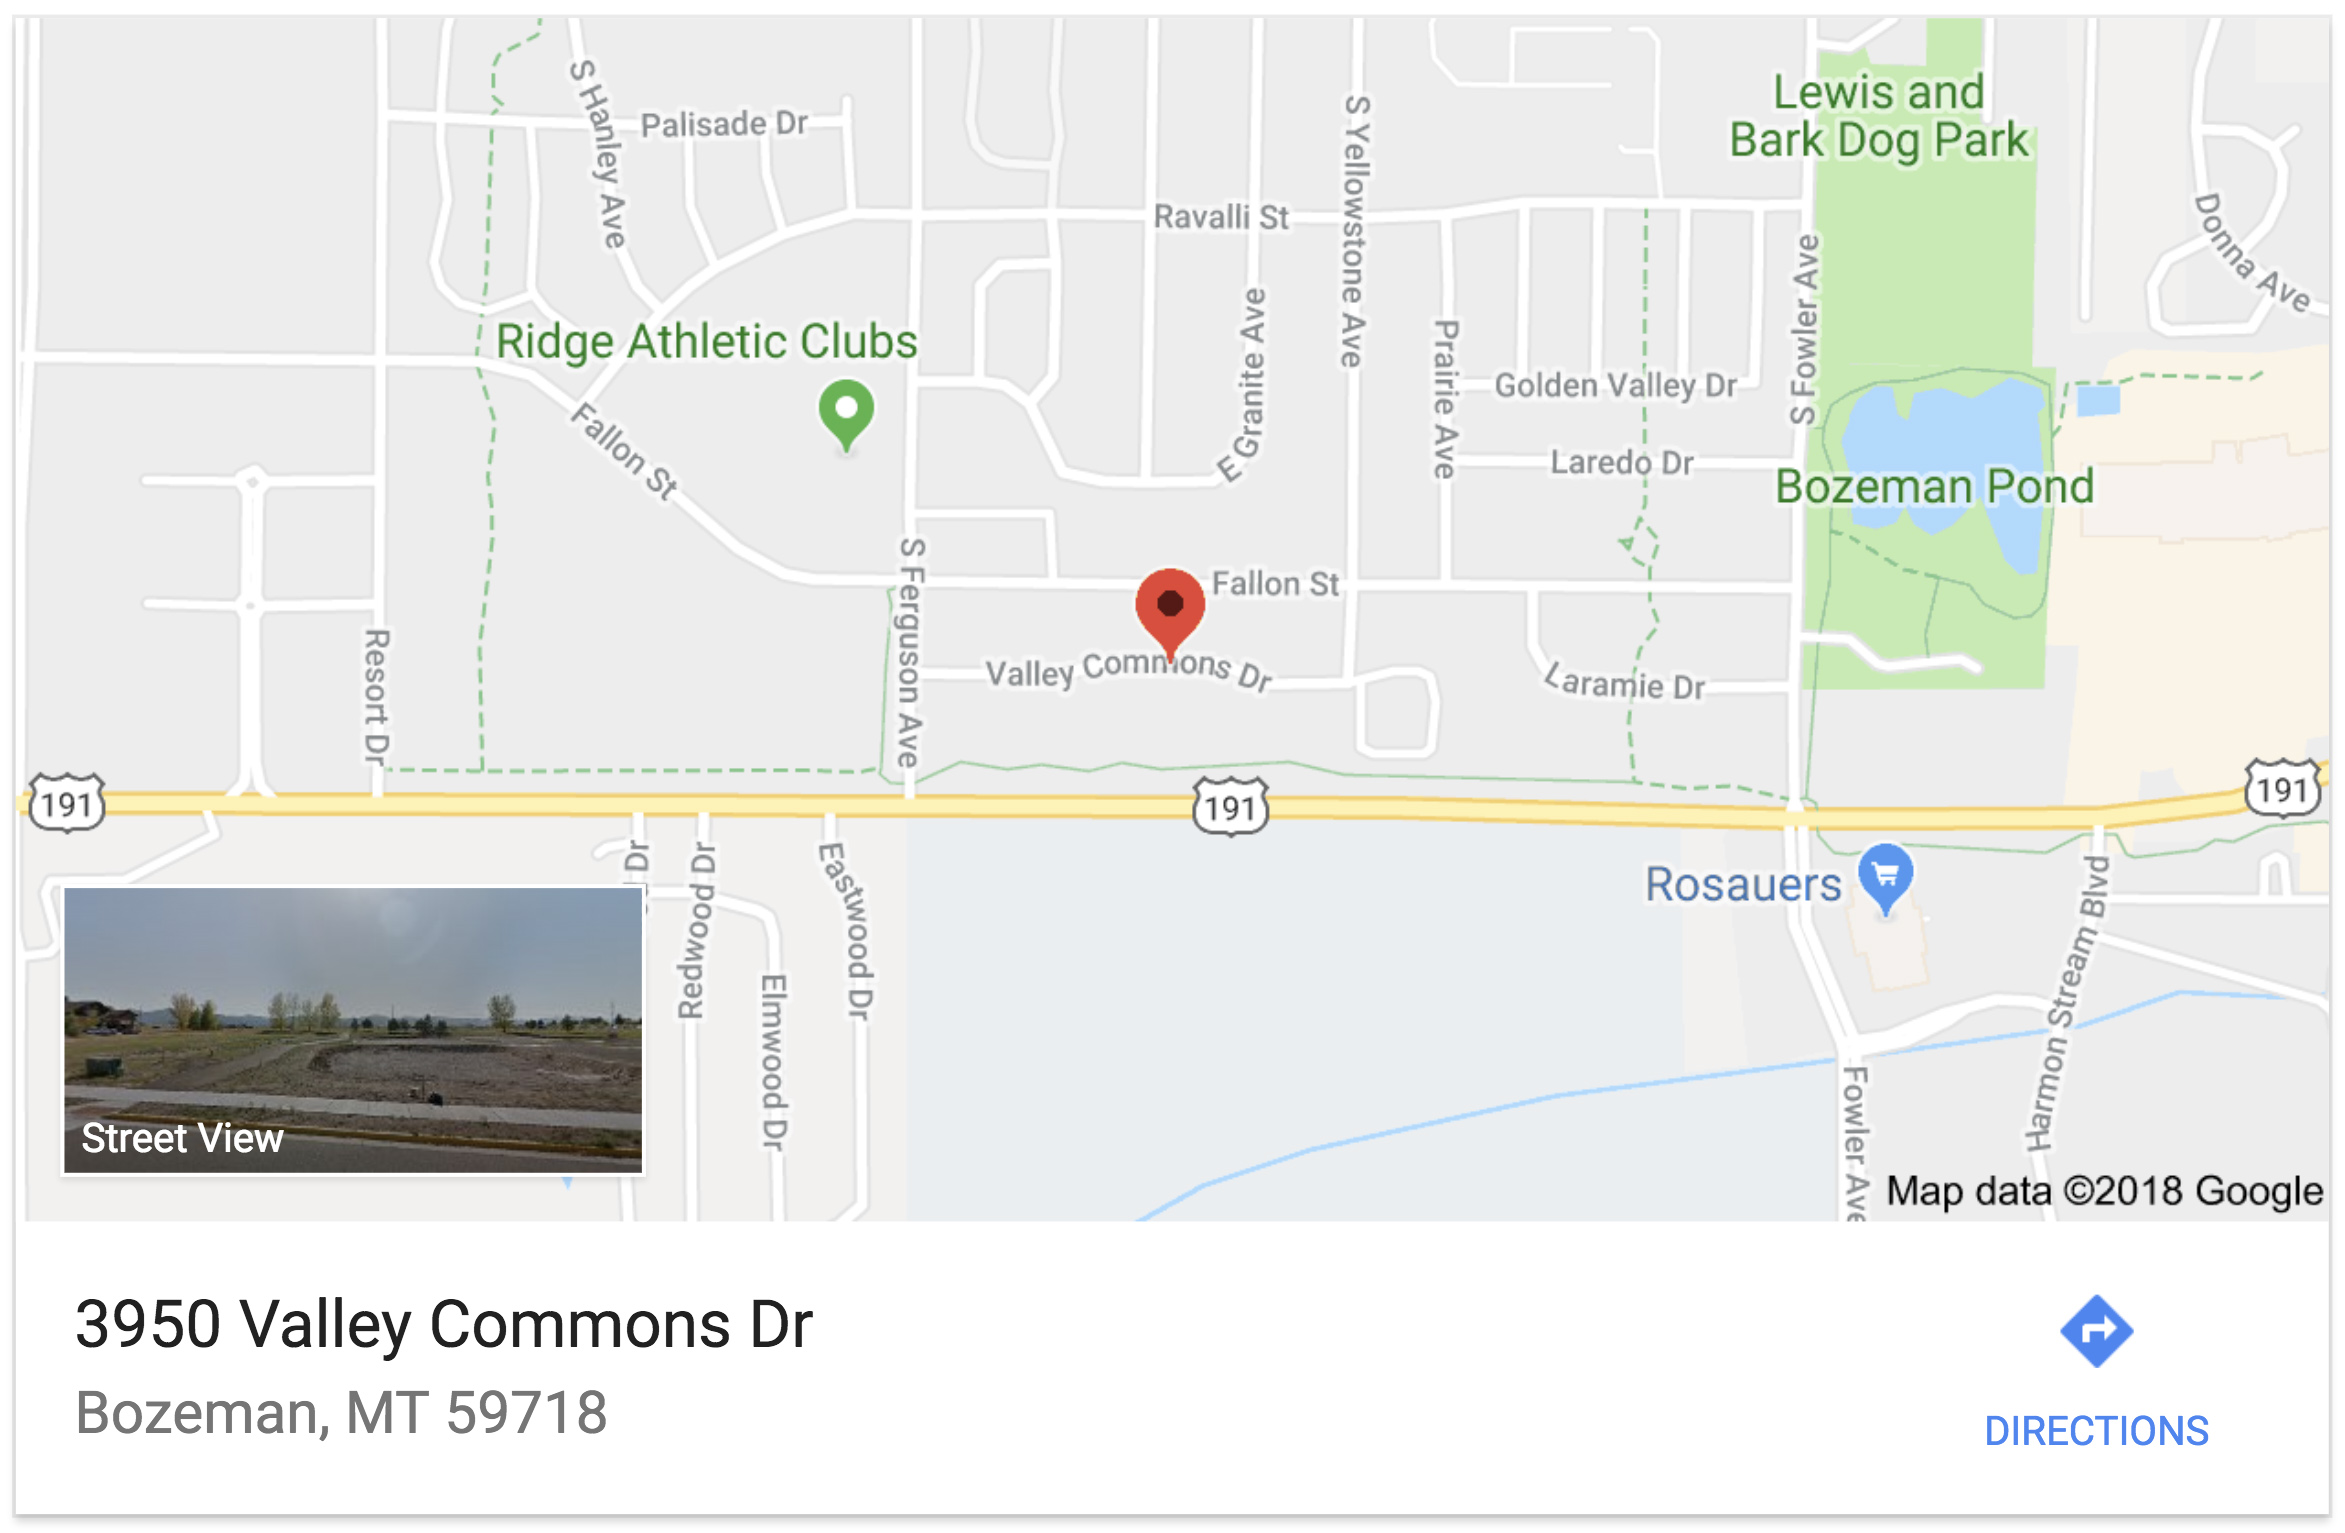 S Hanley Ave
Palisade Dr
S Yellowstone Ave
Lewis and
Bark Dog Park
Ravalli St
Donna Ave
S Fowler Ave
Ridge Athletic Clubs
E Granite Ave
Prairie Ave
Golden Valley Dr
Fallon St
Laredo Dr
Bozeman Pond
S Ferguson Ave
Fallon St
Resort Dr
Valley Commons Dr
Laramie Dr
191
191
191
Dr
Redwood Dr
Eastwood Dr
Rosauers
Harmon Stream Blvd
Elmwood Dr
Fowler Ave
Street View
Map data ©2018 Google
3950 Valley Commons Dr
Bozeman, MT 59718
DIRECTIONS